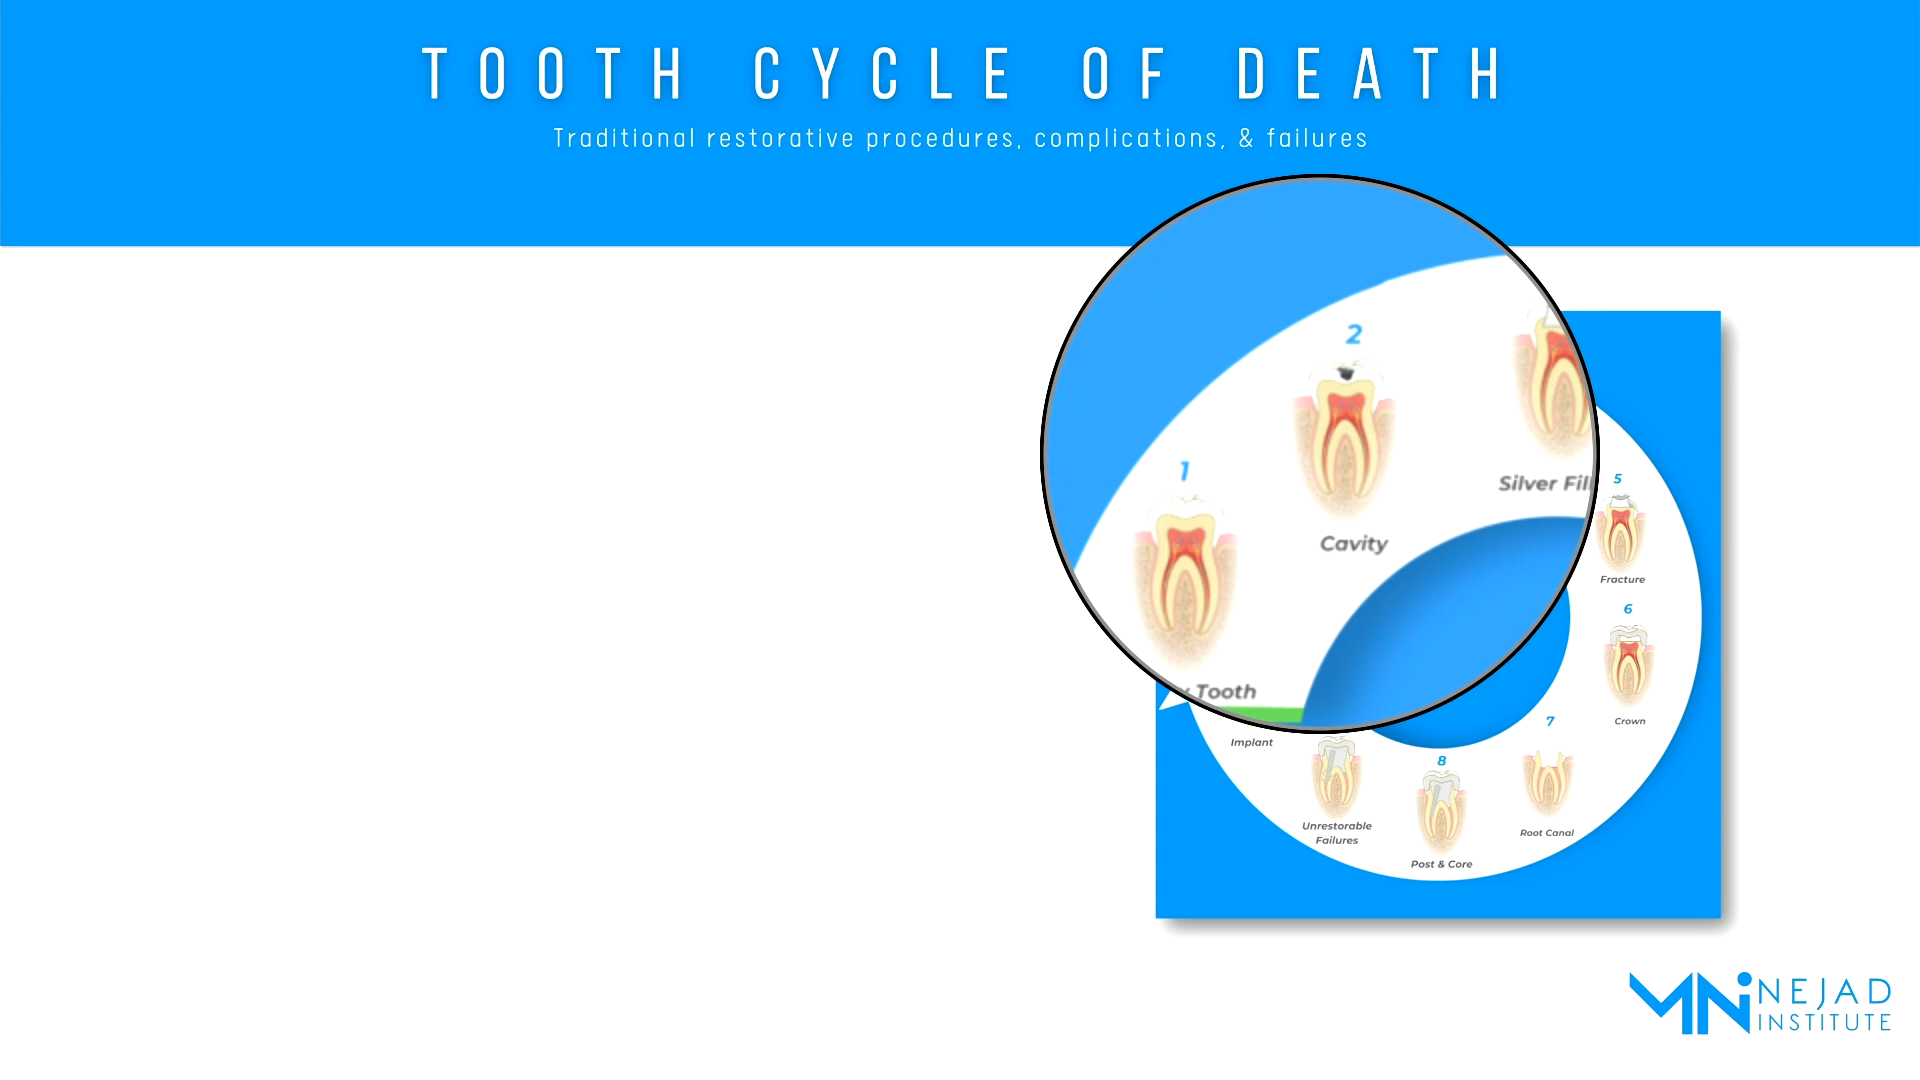 TOOTH CYCLE OF DEATH
Traditional restorative procedures, complications, & failures
2
1
Silver
5
Cavity
Fracture
6
Tooth
Crown
7
Implant
8
Unrestorable
Failures
Root Canal
Post & Core
NEJAD
INSTITUTE